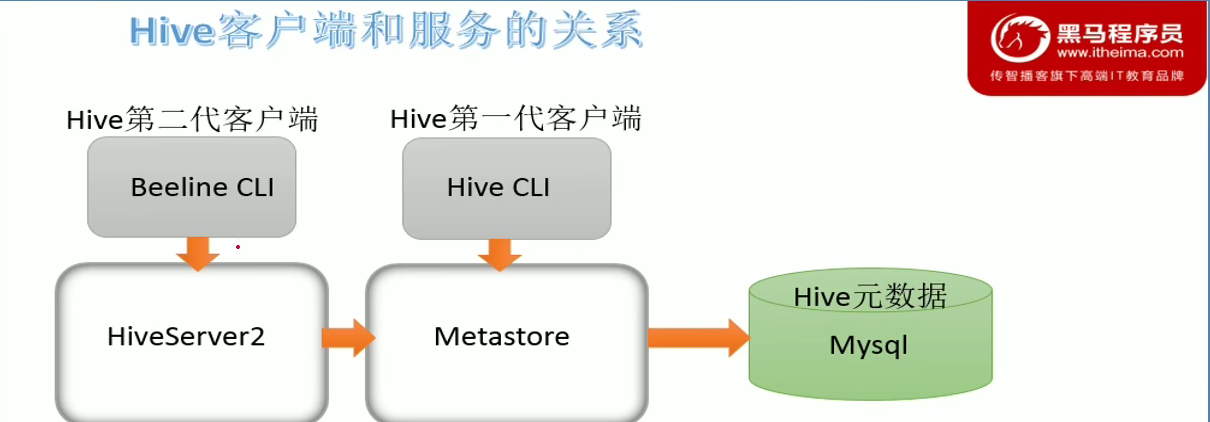 Hive客户端和服务的关系
黑马程序员
www.itheima.com
传智播客旗下高端IT教育品牌
Hive第二代客户端
Hive第一代客户端
Beeline CLI
Hive CLI
HiveServer2
Metastore
Hive元数据
Mysql